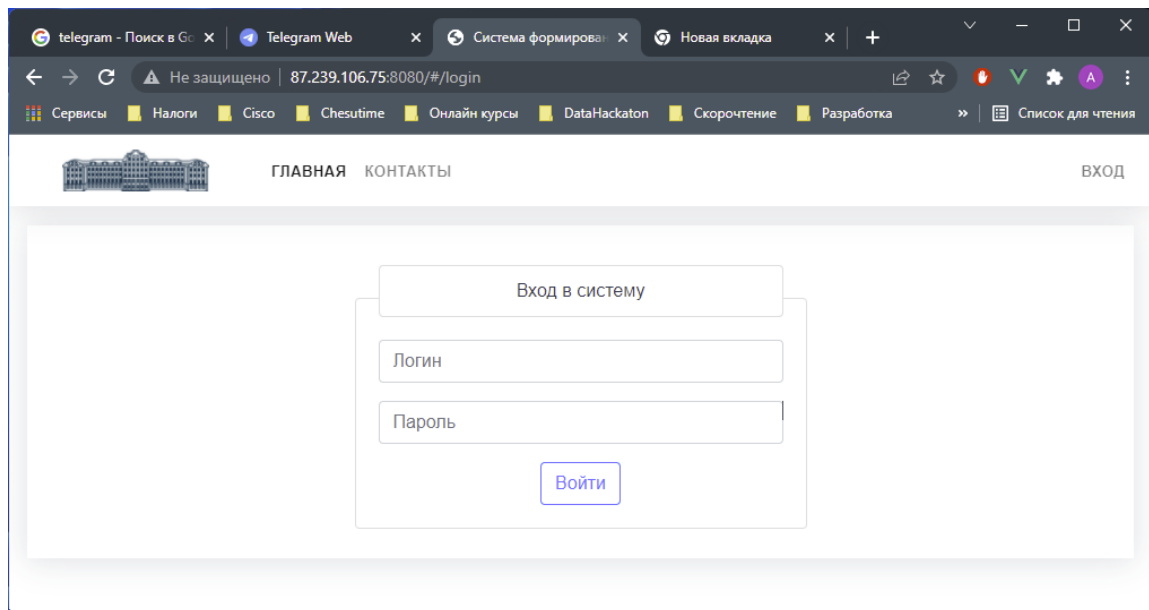 telegram - Поиск в Go
Telegram Web
Система формирован
Новая вкладка
Не защищено
87.239.106.75:8080/#/login
A
Сервисы
Налоги
Cisco
Chesutime
Онлайн курсы
DataHackaton
Скорочтение
Разработка
»
Список для чтения
ГЛАВНАЯ
КОНТАКТЫ
ВХОД
Вход в систему
Логин
Пароль
Войти